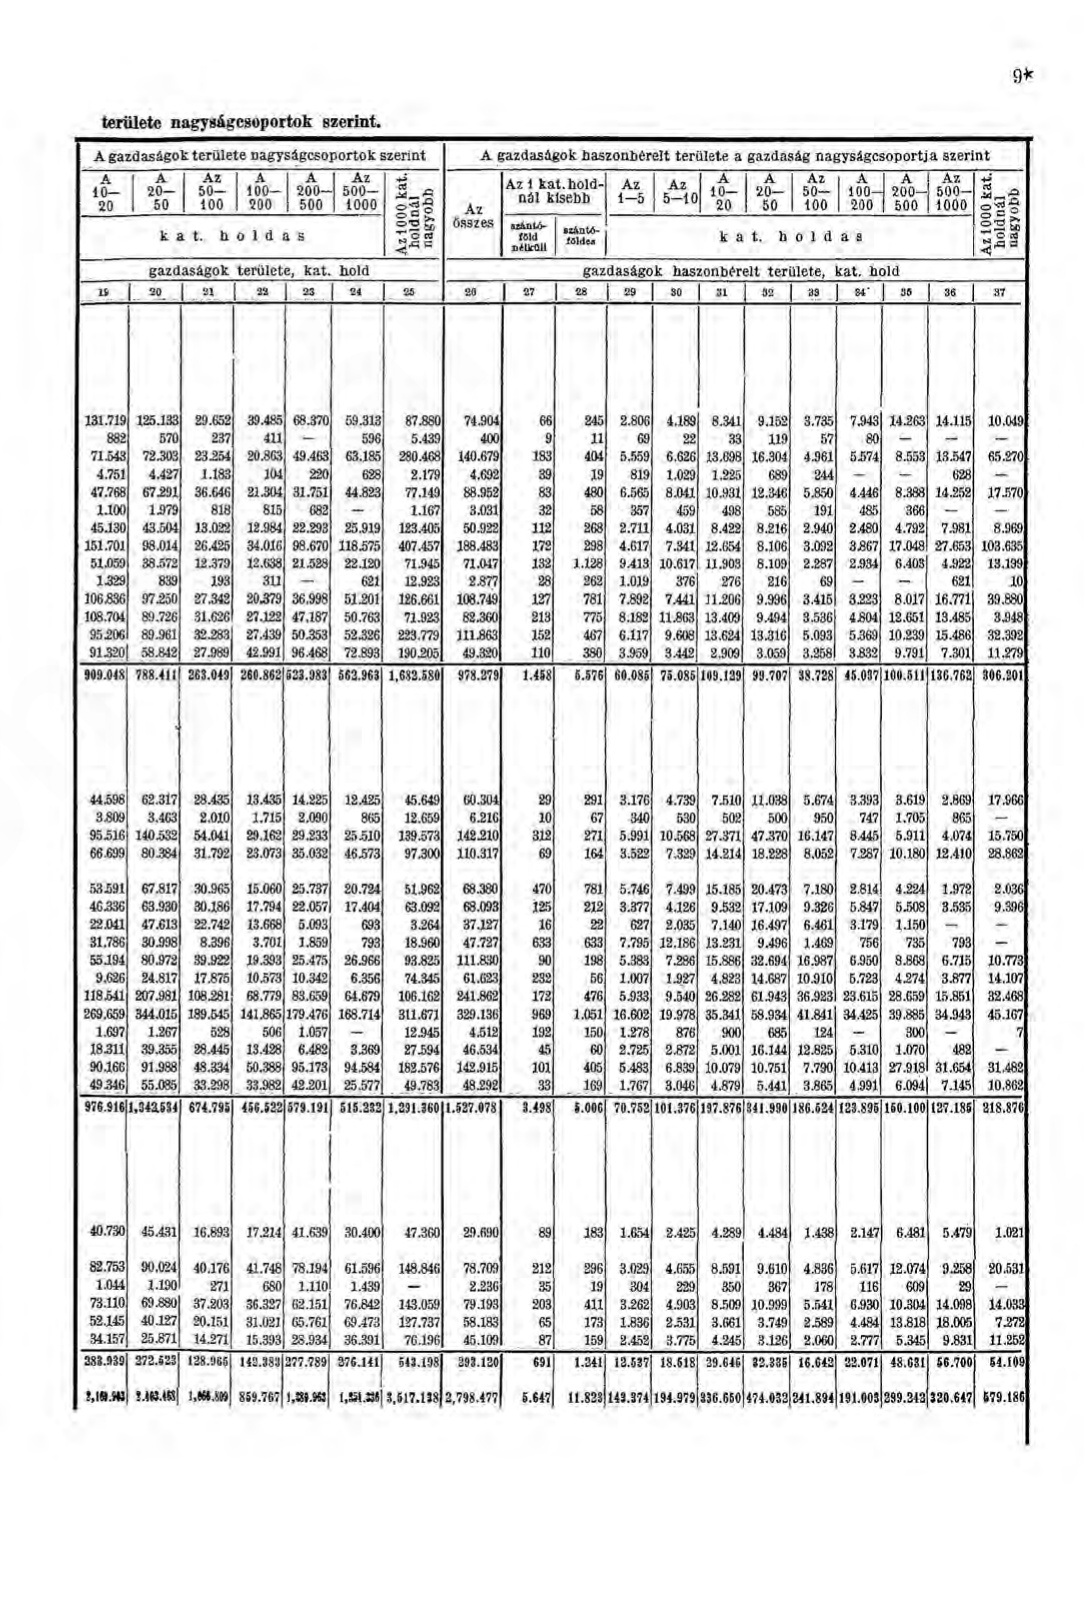 9*
területe nagyságcsoportok szerint.
A gazdaságok területe nagyságcsoportok szerint | A gazdaságok haszonbérelt területe a gazdaság nagyságcsoportja szerint
A 10—20 | A 20—50 | Az 50—100 | A 100—200 | A 200—500 | Az 500—1000 | Az 1000 kat. holdnál nagyobb | Az összes | Az 1 kat. holdnál kisebb | Az 1—5 | Az 5—10 | A 10—20 | A 20—50 | Az 50—100 | A 100—200 | A 200—500 | Az 500—1000 | Az 1000 kat. holdnál nagyobb
kat. holdas | szántóföld nélküli | szántóföldes | kat. holdas
gazdaságok területe, kat. hold | gazdaságok haszonbérelt területe, kat. hold
19 | 20 | 21 | 22 | 23 | 24 | 25 | 26 | 27 | 28 | 29 | 30 | 31 | 32 | 33 | 34 | 35 | 36 | 37
131.719 125.133 29.652 39.485 68.370 59.313 87.880 74.904 66 245 2.806 4.189 8.341 9.152 3.735 7.943 14.263 14.115 10.049
882 570 237 411 — 596 5.439 400 9 11 69 22 33 119 57 80 — — —
71.543 72.303 23.254 20.863 49.463 63.185 280.468 140.679 183 404 5.559 6.626 13.698 16.304 4.961 5.574 8.553 13.547 65.270
4.751 4.427 1.183 104 220 628 2.179 4.692 39 19 819 1.029 1.225 689 244 — — 628 —
47.768 67.291 36.646 21.304 31.751 44.823 77.149 88.952 83 480 6.565 8.041 10.931 12.346 5.850 4.446 8.388 14.252 17.570
1.100 1.979 818 815 682 — 1.167 3.031 32 58 357 459 498 585 191 485 366 — —
45.130 43.504 13.022 12.984 22.293 25.919 123.405 50.922 112 268 2.711 4.031 8.422 8.216 2.940 2.480 4.792 7.981 8.969
151.701 98.014 26.425 34.016 98.670 118.575 407.457 188.483 172 298 4.617 7.341 12.654 8.106 3.092 3.867 17.048 27.653 103.635
51.059 38.572 12.379 12.638 21.528 22.120 71.945 71.047 132 1.128 9.413 10.617 11.903 8.109 2.287 2.934 6.403 4.922 13.199
1.329 839 193 311 — 621 12.923 2.877 28 262 1.019 376 276 216 69 — — 621 10
106.836 97.250 27.342 20.379 36.998 51.201 126.661 108.749 127 781 7.892 7.441 11.206 9.996 3.415 3.223 8.017 16.771 39.880
108.704 89.726 31.626 27.122 47.187 50.763 71.923 82.360 213 775 8.182 11.863 13.409 9.494 3.536 4.804 12.651 13.485 3.948
95.206 89.961 32.283 27.439 50.353 52.326 223.779 111.863 152 467 6.117 9.608 13.624 13.316 5.093 5.369 10.239 15.486 32.392
91.320 58.842 27.989 42.991 96.468 72.893 190.205 49.320 110 380 3.959 3.442 2.909 3.059 3.258 3.832 9.791 7.301 11.279
909.048 788.411 263.049 260.862 523.983 562.963 1,682.580 978.279 1.458 5.576 60.085 75.085 109.129 99.707 38.728 45.037 100.511 136.762 306.201
44.598 62.317 28.435 13.435 14.225 12.425 45.649 60.304 29 291 3.176 4.739 7.510 11.038 5.674 3.393 3.619 2.869 17.966
3.809 3.463 2.010 1.715 2.090 865 12.659 6.216 10 67 340 530 502 500 950 747 1.705 865 —
95.516 140.532 54.041 29.162 29.233 25.510 139.573 142.210 312 271 5.991 10.568 27.371 47.370 16.147 8.445 5.911 4.074 15.750
66.699 80.384 31.792 23.073 35.032 46.573 97.300 110.317 69 164 3.522 7.329 14.214 18.228 8.052 7.287 10.180 12.410 28.862
53.591 67.817 30.965 15.060 25.737 20.724 51.962 68.380 470 781 5.746 7.499 15.185 20.473 7.180 2.814 4.224 1.972 2.036
46.336 63.930 30.186 17.794 22.057 17.404 63.092 68.093 125 212 3.377 4.126 9.532 17.109 9.326 5.847 5.508 3.535 9.396
22.041 47.613 22.742 13.668 5.093 693 3.264 37.127 16 22 627 2.035 7.140 16.497 6.461 3.179 1.150 — —
31.786 30.998 8.396 3.701 1.859 793 18.960 47.727 633 633 7.795 12.186 13.231 9.496 1.469 756 735 793 —
55.194 80.972 39.922 19.393 25.475 26.966 93.825 111.830 90 198 5.383 7.286 15.886 32.694 16.987 6.950 8.868 6.715 10.773
9.626 24.817 17.875 10.573 10.342 6.356 74.345 61.623 232 56 1.007 1.927 4.823 14.687 10.910 5.723 4.274 3.877 14.107
118.541 207.981 108.281 68.779 83.659 64.679 106.162 241.862 172 476 5.933 9.540 26.282 61.943 36.923 23.615 28.659 15.851 32.468
269.659 344.015 189.545 141.865 179.476 168.714 311.671 329.136 969 1.051 16.602 19.978 35.341 58.934 41.841 34.425 39.885 34.943 45.167
1.697 1.267 528 506 1.057 — 12.945 4.512 192 150 1.278 876 900 685 124 — 300 — 7
18.311 39.355 28.445 13.428 6.482 3.369 27.594 46.534 45 60 2.725 2.872 5.001 16.144 12.825 5.310 1.070 482 —
90.166 91.988 48.334 50.388 95.173 94.584 182.576 142.915 101 405 5.483 6.839 10.079 10.751 7.790 10.413 27.918 31.654 31.482
49.346 55.085 33.298 33.982 42.201 25.577 49.783 48.292 33 169 1.767 3.046 4.879 5.441 3.865 4.991 6.094 7.145 10.862
976.916 1,342.534 674.795 456.522 579.191 515.232 1,291.360 1.527.078 3.498 5.006 70.752 101.376 197.876 341.990 186.524 123.895 150.100 127.185 218.876
40.730 45.431 16.893 17.214 41.639 30.400 47.360 29.690 89 183 1.654 2.425 4.289 4.484 1.438 2.147 6.481 5.479 1.021
82.753 90.024 40.176 41.748 78.194 61.596 148.846 78.709 212 296 3.029 4.655 8.591 9.610 4.836 5.617 12.074 9.258 20.531
1.044 1.190 271 680 1.110 1.439 — 2.236 35 19 304 229 350 367 178 116 609 29 —
73.110 69.880 37.203 36.327 62.151 76.842 143.059 79.193 203 411 3.262 4.903 8.509 10.999 5.541 6.930 10.304 14.098 14.033
52.145 40.127 20.151 31.021 65.761 69.473 127.737 58.183 65 173 1.836 2.531 3.661 3.749 2.589 4.484 13.818 18.005 7.272
34.157 25.871 14.271 15.393 28.934 36.391 76.196 45.109 87 159 2.452 3.775 4.245 3.126 2.060 2.777 5.345 9.831 11.252
283.939 272.523 128.965 142.383 277.789 276.141 543.198 293.120 691 1.241 12.537 18.518 29.645 32.335 16.642 22.071 48.631 56.700 54.109
859.767 3,517.138 2,798.477 5.647 11.823 143.374 194.979 336.650 474.032 241.894 191.003 299.242 320.647 579.186